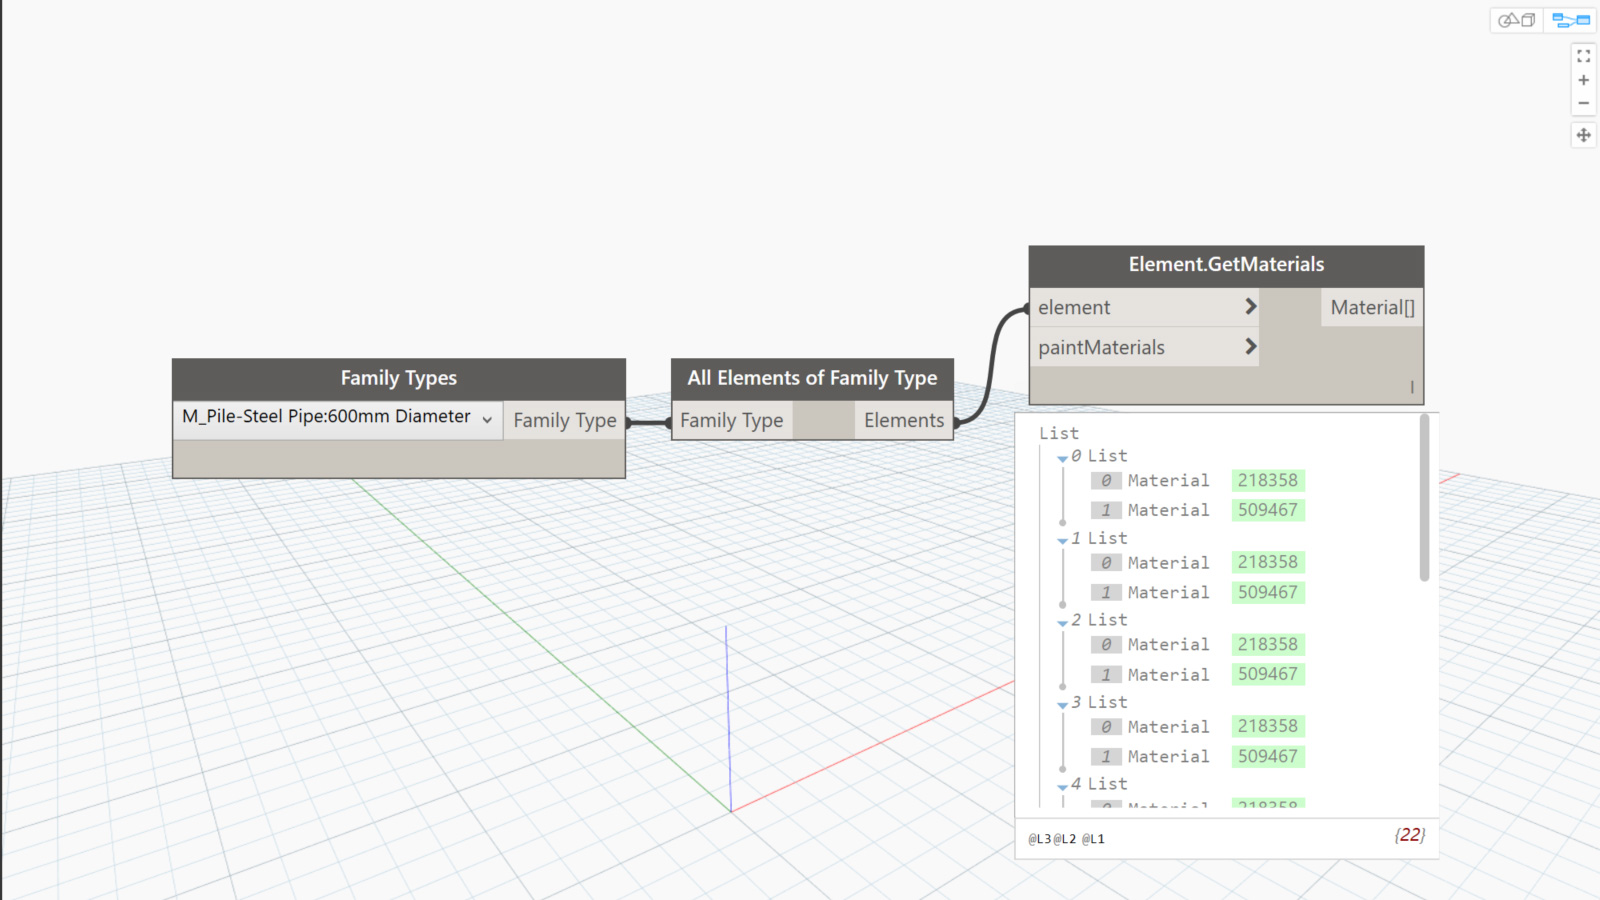 Element.GetMaterials
element
Material[]
paintMaterials
Family Types
M_Pile-Steel Pipe:600mm Diameter
Family Type
All Elements of Family Type
Family Type
Elements
List
0 List
0 Material 218358
1 Material 509467
1 List
0 Material 218358
1 Material 509467
2 List
0 Material 218358
1 Material 509467
3 List
0 Material 218358
1 Material 509467
4 List
0 Material 218358
@L3 @L2 @L1
{22}